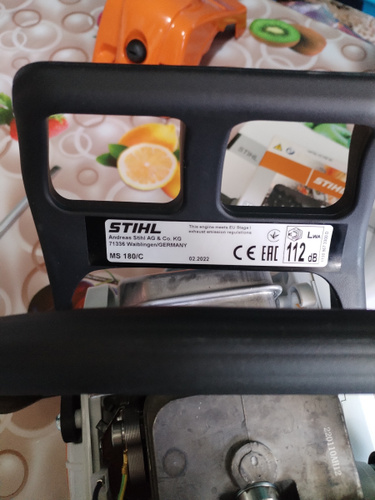 STIHL
STIHL
STIHL
This engine meets EU Stage I
exhaust emission regulations.
Andreas Stihl AG & Co. KG
71336 Waiblingen/GERMANY
MS 180/C
02.2022
CE EAC
LWA
112
dB